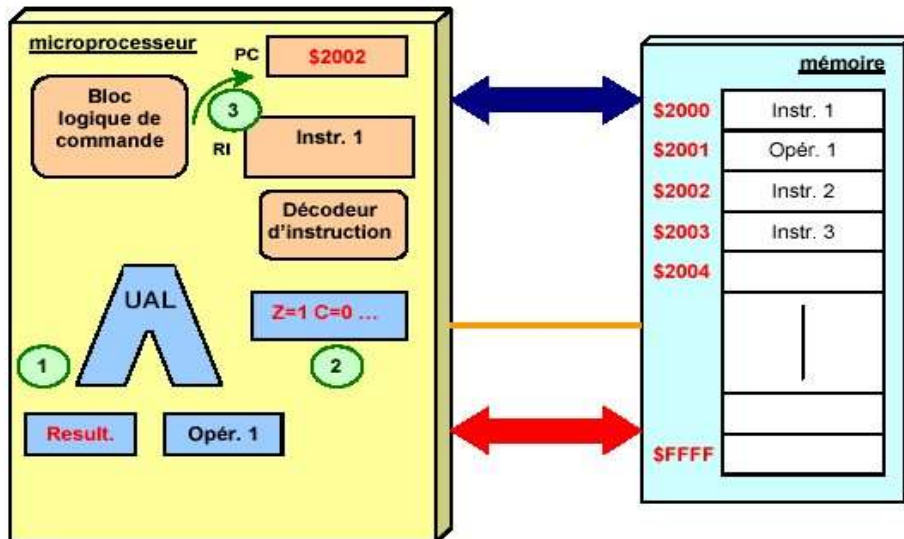 microprocesseur
PC
$2002
Bloc
logique de
commande
3
RI
Instr. 1
Décodeur
d'instruction
UAL
Z=1 C=0 ...
1
2
Result.
Opér. 1
mémoire
$2000
Instr. 1
$2001
Opér. 1
$2002
Instr. 2
$2003
Instr. 3
$2004
$FFFF